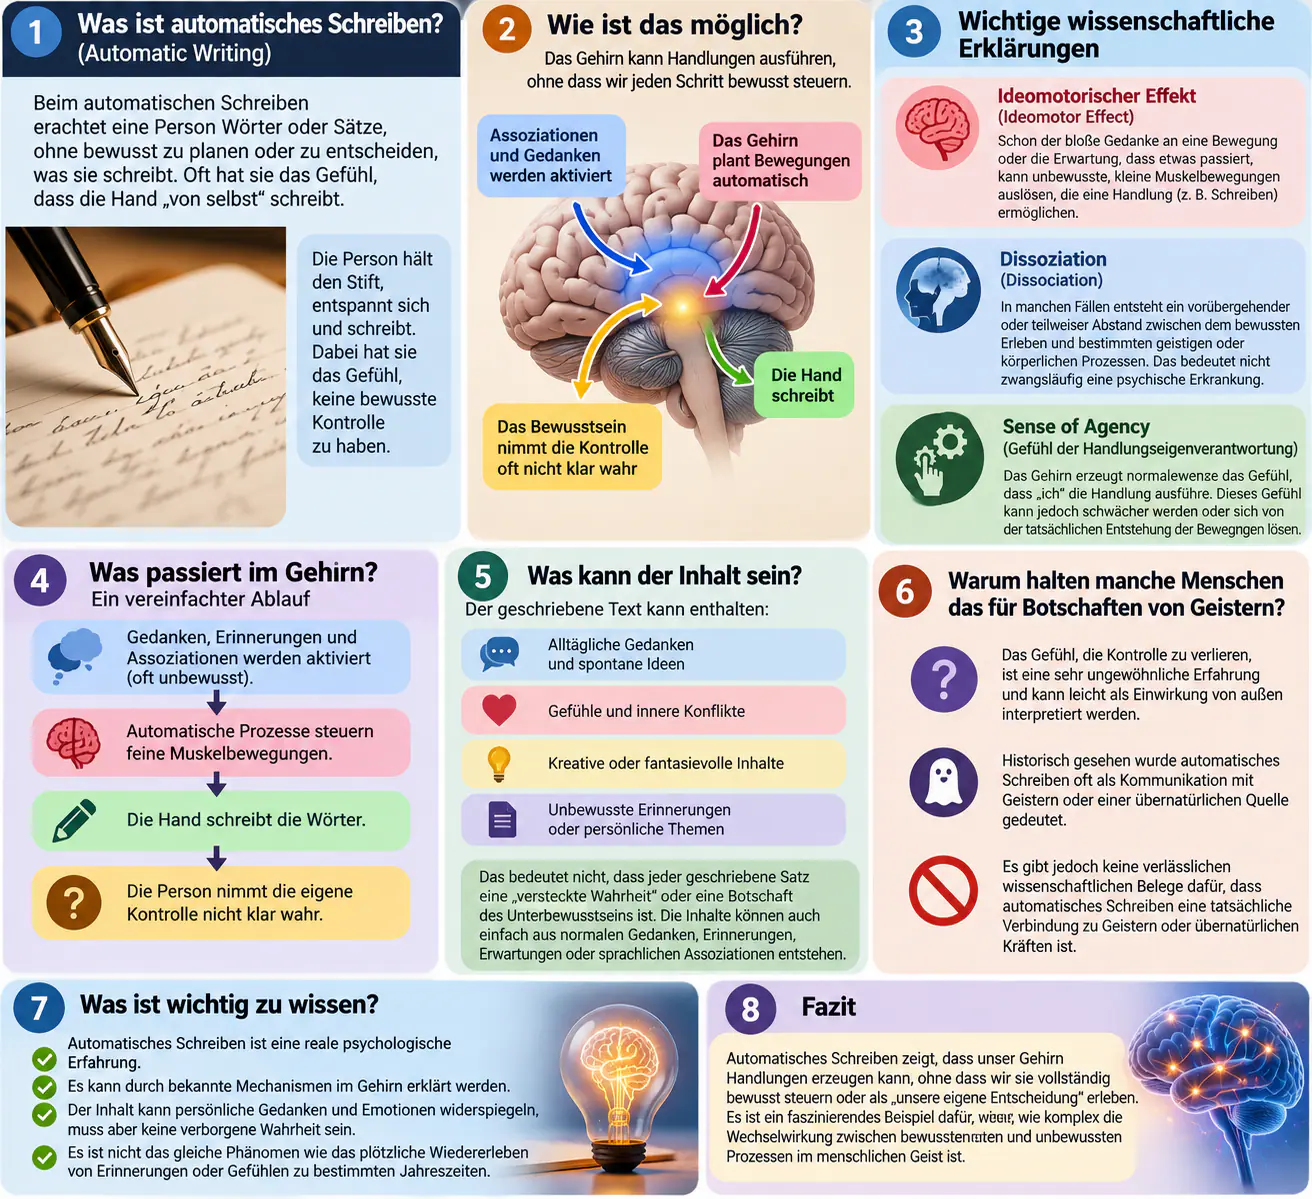 1
Was ist automatisches Schreiben?
(Automatic Writing)
Beim automatischen Schreiben
erachtet eine Person Wörter oder Sätze,
ohne bewusst zu planen oder zu entscheiden,
was sie schreibt. Oft hat sie das Gefühl,
dass die Hand „von selbst“ schreibt.
Die Person hält
den Stift,
entspannt sich
und schreibt.
Dabei hat sie
das Gefühl,
keine bewusste
Kontrolle
zu haben.
2
Wie ist das möglich?
Das Gehirn kann Handlungen ausführen,
ohne dass wir jeden Schritt bewusst steuern.
Assoziationen
und Gedanken
werden aktiviert
Das Gehirn
plant Bewegungen
automatisch
Die Hand
schreibt
Das Bewusstsein
nimmt die Kontrolle
oft nicht klar wahr
3
Wichtige wissenschaftliche
Erklärungen
Ideomotorischer Effekt
(Ideomotor Effect)
Schon der bloße Gedanke an eine Bewegung
oder die Erwartung, dass etwas passiert,
kann unbewusste, kleine Muskelbewegungen
auslösen, die eine Handlung (z. B. Schreiben)
ermöglichen.
Dissoziation
(Dissociation)
In manchen Fällen entsteht ein vorübergehender
oder teilweiser Abstand zwischen dem bewussten
Erleben und bestimmten geistigen oder
körperlichen Prozessen. Das bedeutet nicht
zwangsläufig eine psychische Erkrankung.
Sense of Agency
(Gefühl der Handlungseigenverantwortung)
Das Gehirn erzeugt normalewenze das Gefühl,
dass „ich“ die Handlung ausführe. Dieses Gefühl
kann jedoch schwächer werden oder sich von
der tatsächlichen Entstehung der Bewegngen lösen.
4
Was passiert im Gehirn?
Ein vereinfachter Ablauf
Gedanken, Erinnerungen und
Assoziationen werden aktiviert
(oft unbewusst).
Automatische Prozesse steuern
feine Muskelbewegungen.
Die Hand schreibt die Wörter.
?
Die Person nimmt die eigene
Kontrolle nicht klar wahr.
5
Was kann der Inhalt sein?
Der geschriebene Text kann enthalten:
Alltägliche Gedanken
und spontane Ideen
Gefühle und innere Konflikte
Kreative oder fantasievolle Inhalte
Unbewusste Erinnerungen
oder persönliche Themen
Das bedeutet nicht, dass jeder geschriebene Satz
eine „versteckte Wahrheit“ oder eine Botschaft
des Unterbewusstseins ist. Die Inhalte können auch
einfach aus normalen Gedanken, Erinnerungen,
Erwartungen oder sprachlichen Assoziationen entstehen.
6
Warum halten manche Menschen
das für Botschaften von Geistern?
?
Das Gefühl, die Kontrolle zu verlieren,
ist eine sehr ungewöhnliche Erfahrung
und kann leicht als Einwirkung von außen
interpretiert werden.
Historisch gesehen wurde automatisches
Schreiben oft als Kommunikation mit
Geistern oder einer übernatürlichen Quelle
gedeutet.
Es gibt jedoch keine verlässlichen
wissenschaftlichen Belege dafür, dass
automatisches Schreiben eine tatsächliche
Verbindung zu Geistern oder übernatürlichen
Kräften ist.
7
Was ist wichtig zu wissen?
Automatisches Schreiben ist eine reale psychologische
Erfahrung.
Es kann durch bekannte Mechanismen im Gehirn erklärt werden.
Der Inhalt kann persönliche Gedanken und Emotionen widerspiegeln,
muss aber keine verborgene Wahrheit sein.
Es ist nicht das gleiche Phänomen wie das plötzliche Wiedererleben
von Erinnerungen oder Gefühlen zu bestimmten Jahreszeiten.
8
Fazit
Automatisches Schreiben zeigt, dass unser Gehirn
Handlungen erzeugen kann, ohne dass wir sie vollständig
bewusst steuern oder als „unsere eigene Entscheidung“ erleben.
Es ist ein faszinierendes Beispiel dafür, wie komplex die
Wechselwirkung zwischen und unbewussten
Prozessen im menschlichen Geist ist.